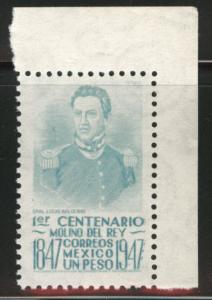 GRAL. LUCAS BALDERAS
1er CENTENARIO
MOLINO DEL REY
1847 CORREOS 1947
MEXICO
UN PESO